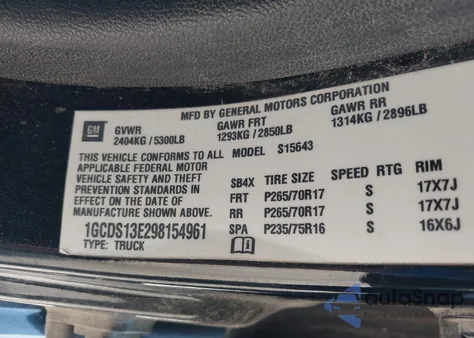 MFD BY GENERAL MOTORS CORPORATION
GM
GVWR GAWR FRT GAWR RR
2404KG / 5300LB 1293KG / 2850LB 1314KG / 2896LB
THIS VEHICLE CONFORMS TO ALL MODEL S15643
APPLICABLE FEDERAL MOTOR
VEHICLE SAFETY AND THEFT
PREVENTION STANDARDS IN
EFFECT ON THE DATE OF
MANUFACTURE SHOWN ABOVE.
1GCDS13E298154961
TYPE: TRUCK
SB4X TIRE SIZE SPEED RTG RIM
FRT P265/70R17 S 17X7J
RR P265/70R17 S 17X7J
SPA P235/75R16 S 16X6J
i
autoSnap